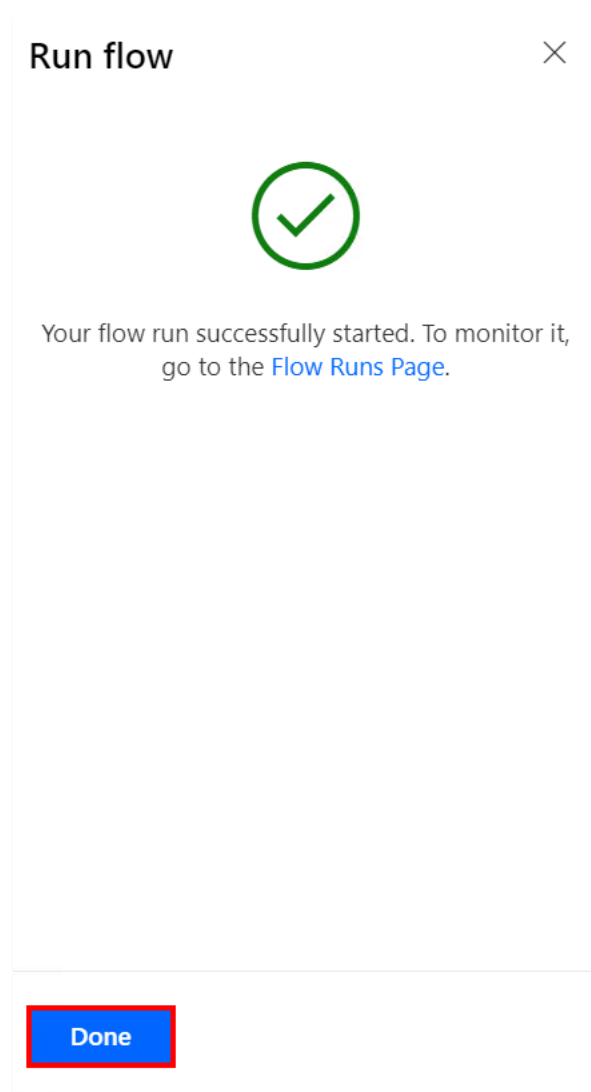 Run flow
Your flow run successfully started. To monitor it,
go to the Flow Runs Page.
Done